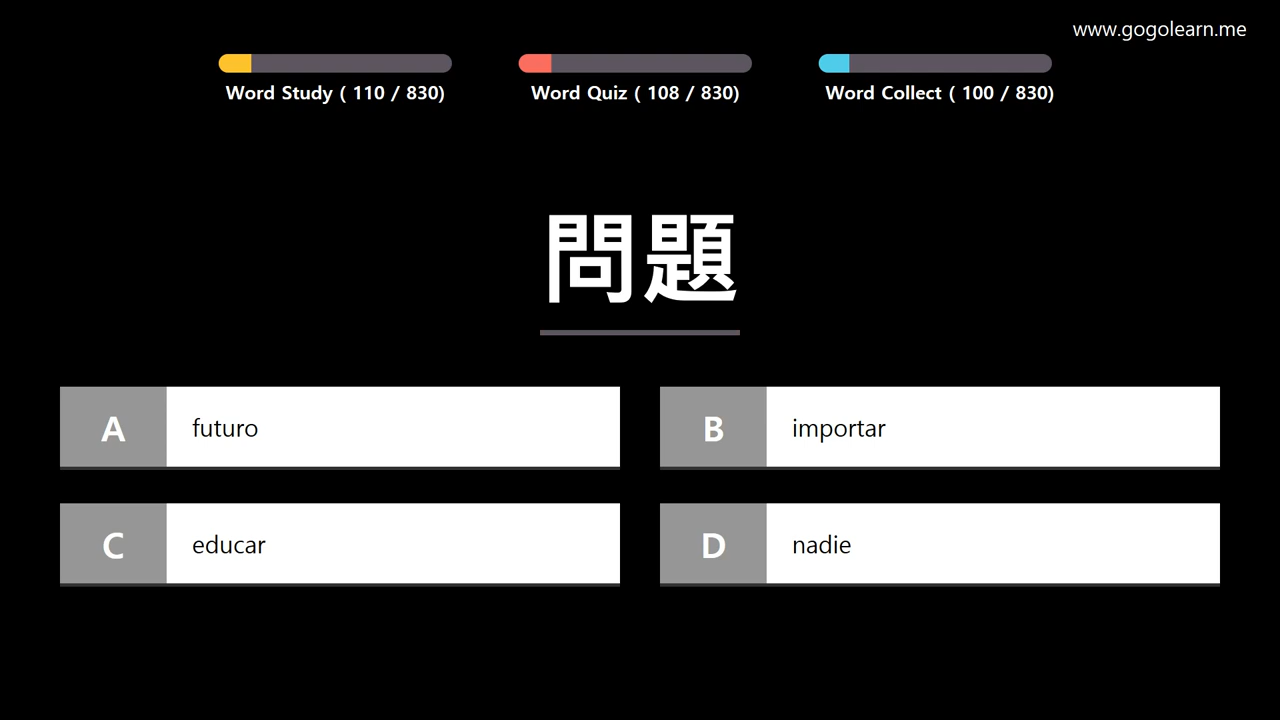 www.gogolearn.me
Word Study ( 110 / 830)
Word Quiz ( 108 / 830)
Word Collect ( 100 / 830)
問題
A futuro
B importar
C educar
D nadie